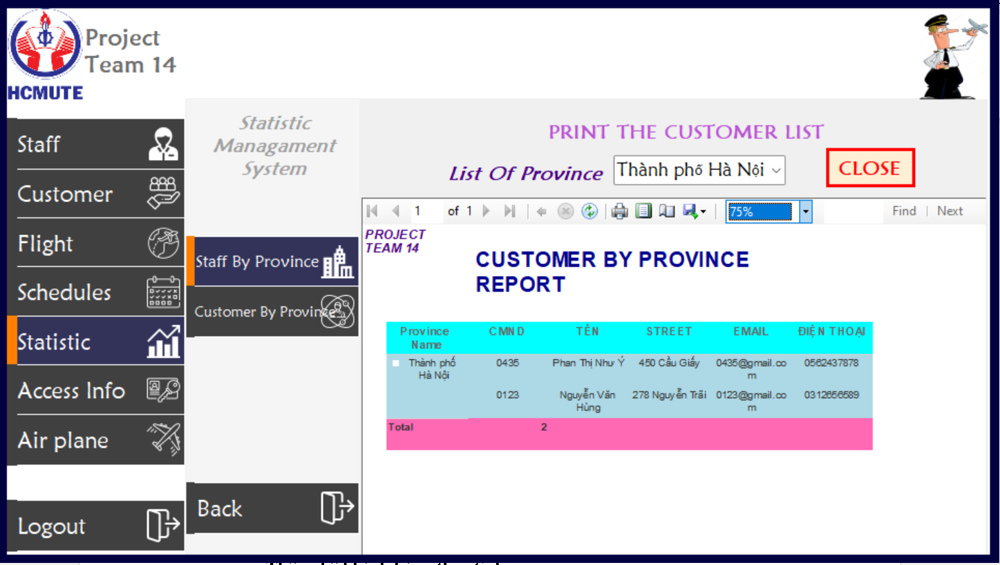 Project
Team 14
HCMUTE
Staff
Customer
Flight
Schedules
Statistic
Access Info
Air plane
Logout
Statistic
Managament
System
Staff By Province
Customer By Province
Back
PRINT THE CUSTOMER LIST
List Of Province Thành phố Hà Nội
CLOSE
1 of 1 75% Find | Next
PROJECT
TEAM 14
CUSTOMER BY PROVINCE
REPORT
Province Name CMND TÊN STREET EMAIL ĐIỆN THOẠI
Thành phố Hà Nội 0435 Phan Thị Như Ý 450 Cầu Giấy 0435@gmail.com 0562437878
0123 Nguyễn Văn Hùng 278 Nguyễn Trãi 0123@gmail.com 0312656589
Total 2